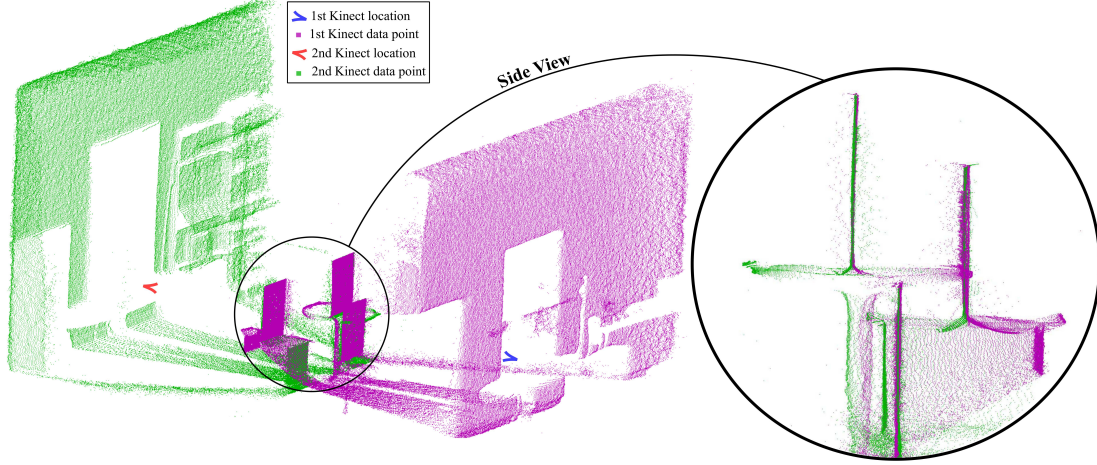 1st Kinect location
1st Kinect data point
2nd Kinect location
2nd Kinect data point
Side View